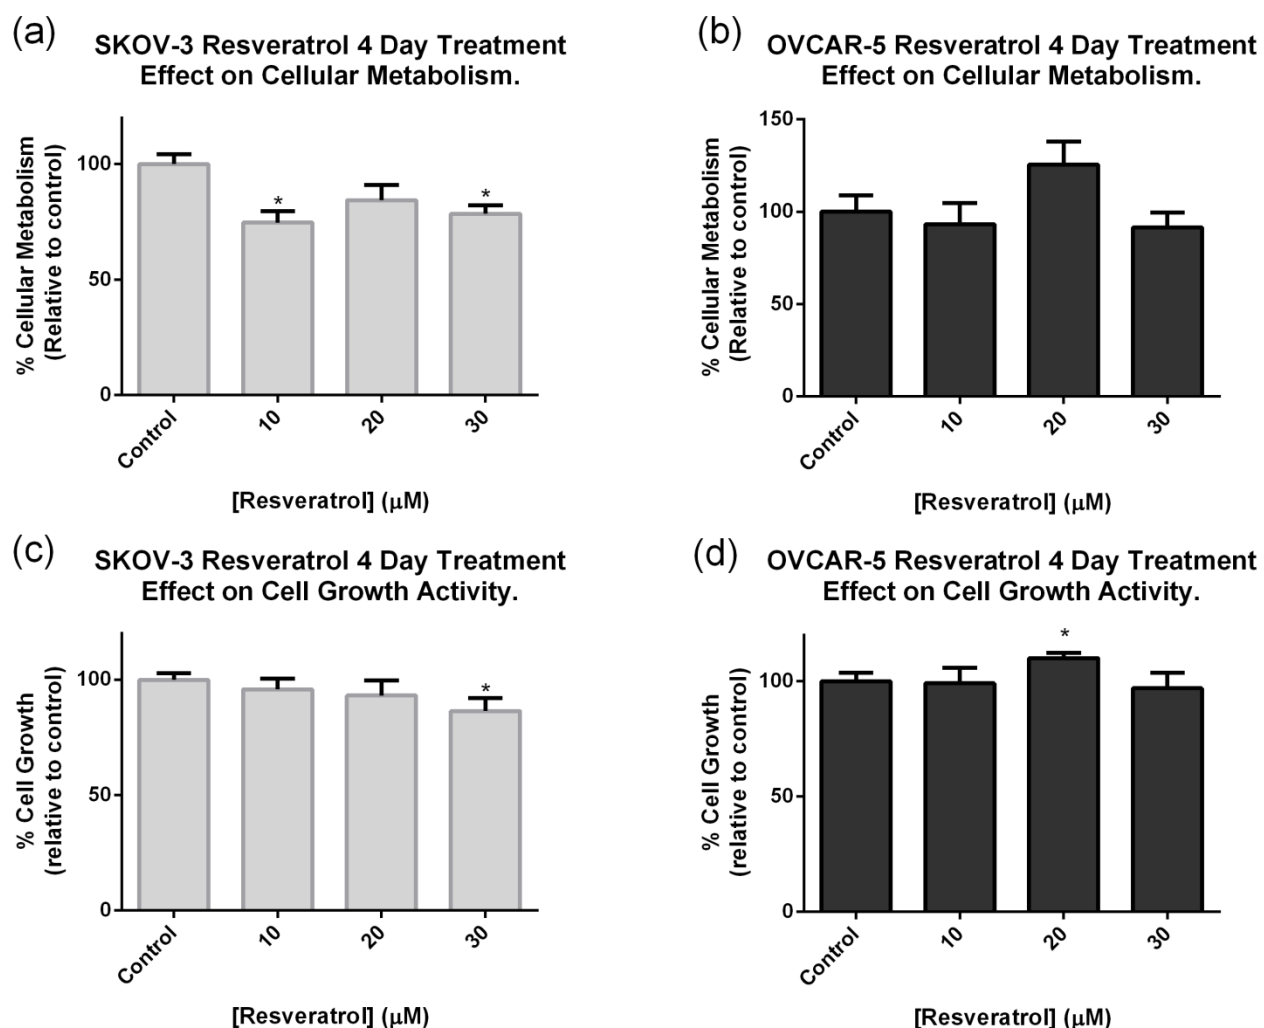 (a)
SKOV-3 Resveratrol 4 Day Treatment
Effect on Cellular Metabolism.
% Cellular Metabolism
(Relative to control)
100
50
0
*
*
Control
10
20
30
[Resveratrol] (μM)
(b)
OVCAR-5 Resveratrol 4 Day Treatment
Effect on Cellular Metabolism.
% Cellular Metabolism
(Relative to control)
150
100
50
0
Control
10
20
30
[Resveratrol] (μM)
(c)
SKOV-3 Resveratrol 4 Day Treatment
Effect on Cell Growth Activity.
% Cell Growth
(relative to control)
100
50
0
*
Control
10
20
30
[Resveratrol] (μM)
(d)
OVCAR-5 Resveratrol 4 Day Treatment
Effect on Cell Growth Activity.
% Cell Growth
(relative to control)
100
50
0
*
Control
10
20
30
[Resveratrol] (μM)